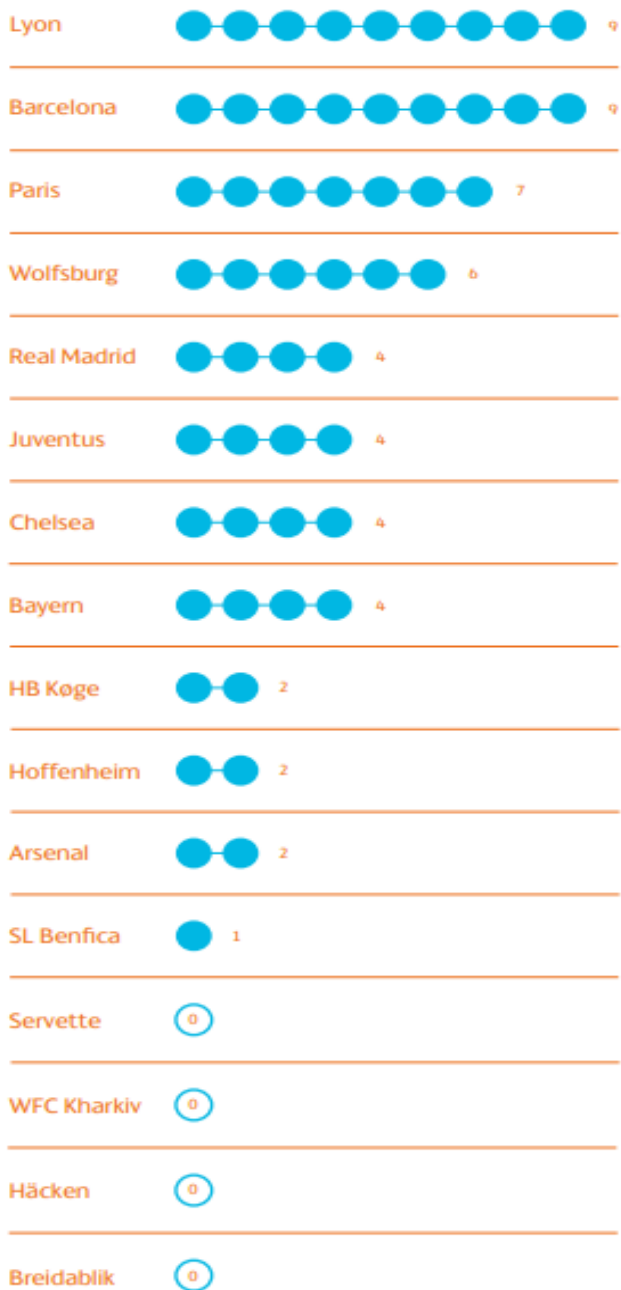 Lyon 9
Barcelona 9
Paris 7
Wolfsburg 6
Real Madrid 4
Juventus 4
Chelsea 4
Bayern 4
HB Køge 2
Hoffenheim 2
Arsenal 2
SL Benfica 1
Servette 0
WFC Kharkiv 0
Häcken 0
Breidablik 0